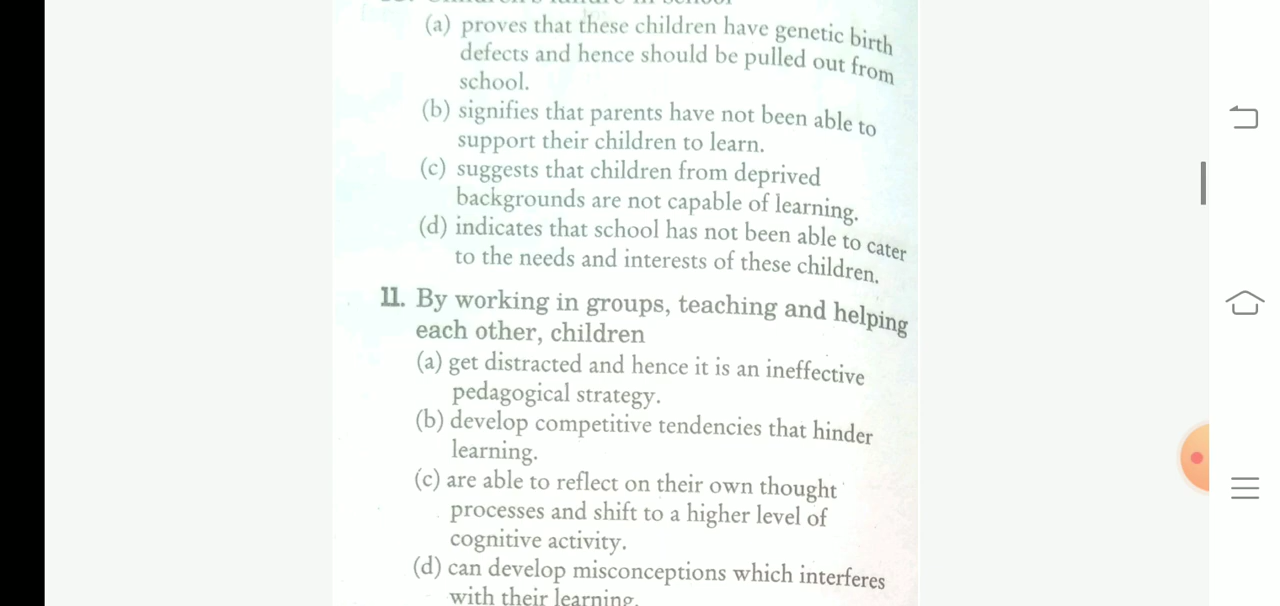 (a) proves that these children have genetic birth
defects and hence should be pulled out from
school.
(b) signifies that parents have not been able to
support their children to learn.
(c) suggests that children from deprived
backgrounds are not capable of learning.
(d) indicates that school has not been able to cater
to the needs and interests of these children.
11. By working in groups, teaching and helping
each other, children
(a) get distracted and hence it is an ineffective
pedagogical strategy.
(b) develop competitive tendencies that hinder
learning.
(c) are able to reflect on their own thought
processes and shift to a higher level of
cognitive activity.
(d) can develop misconceptions which interferes
with their learning.